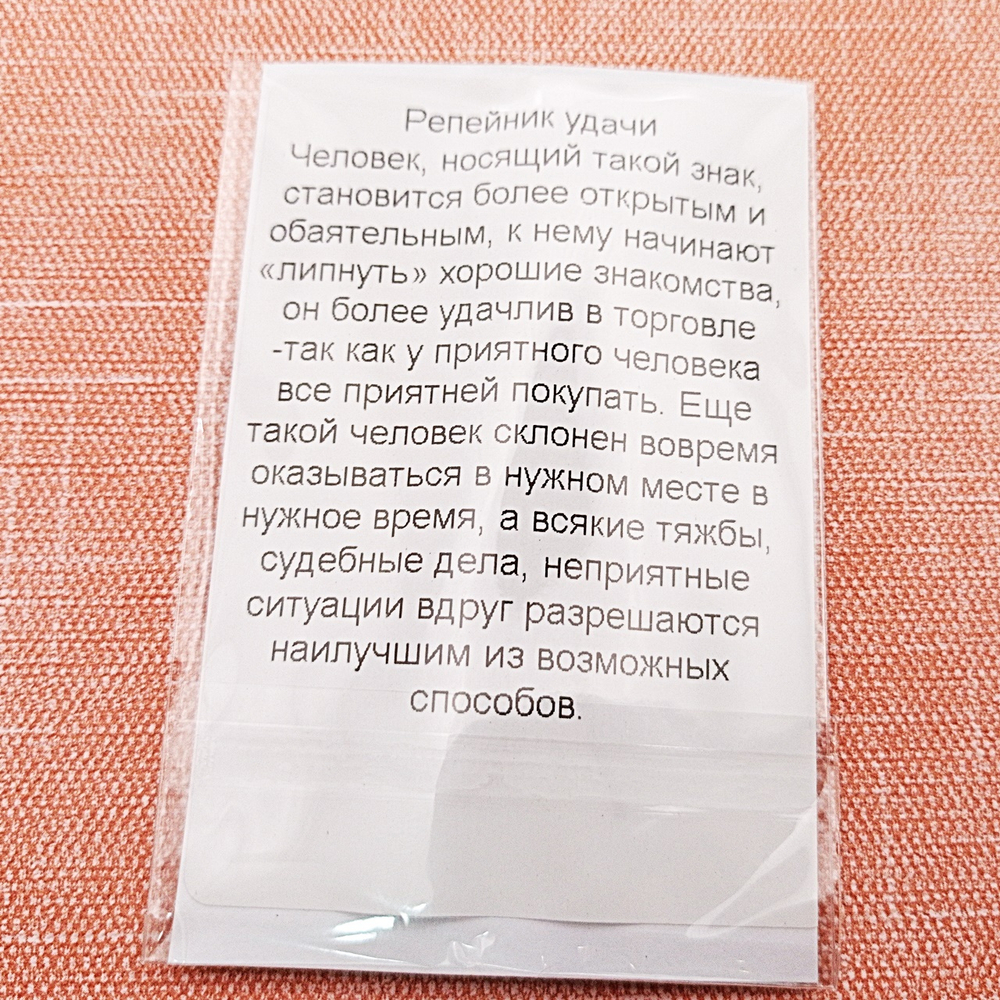 Репейник удачи
Человек, носящий такой знак,
становится более открытым и
обаятельным, к нему начинают
«липнуть» хорошие знакомства,
он более удачлив в торговле
-так как у приятного человека
все приятней покупать. Еще
такой человек склонен вовремя
оказываться в нужном месте в
нужное время, а всякие тяжбы,
судебные дела, неприятные
ситуации вдруг разрешаются
наилучшим из возможных
способов.